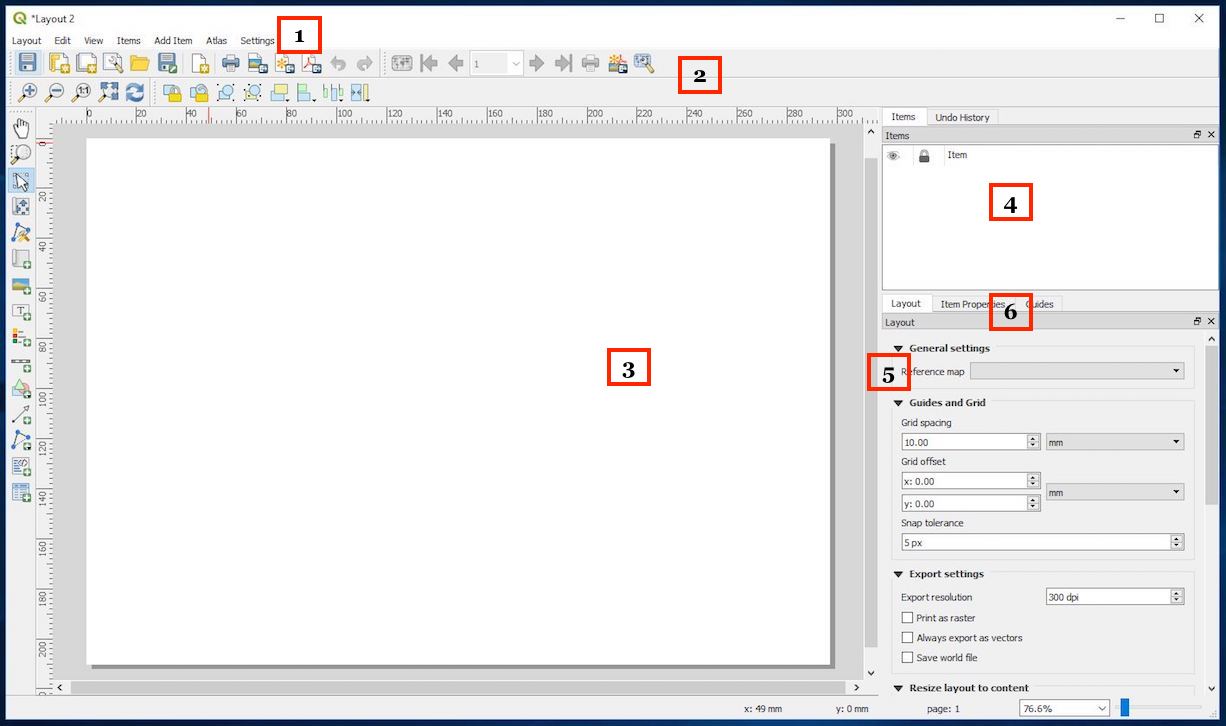 *Layout 2
Layout Edit View Items Add Item Atlas Settings
1
1
2
1:1
0 20 40 60 80 100 120 140 160 180 200 220 240 260 280 300
Items Undo History
Items
Item
4
0
20
40
60
80
100
120
140
160
180
200
0
3
Layout Item Properties Guides
6
Layout
General settings
5
Reference map
Guides and Grid
Grid spacing
10.00 mm
Grid offset
x: 0.00
mm
y: 0.00
Snap tolerance
5 px
Export settings
Export resolution 300 dpi
Print as raster
Always export as vectors
Save world file
Resize layout to content
x: 49 mm y: 0 mm page: 1 76.6%